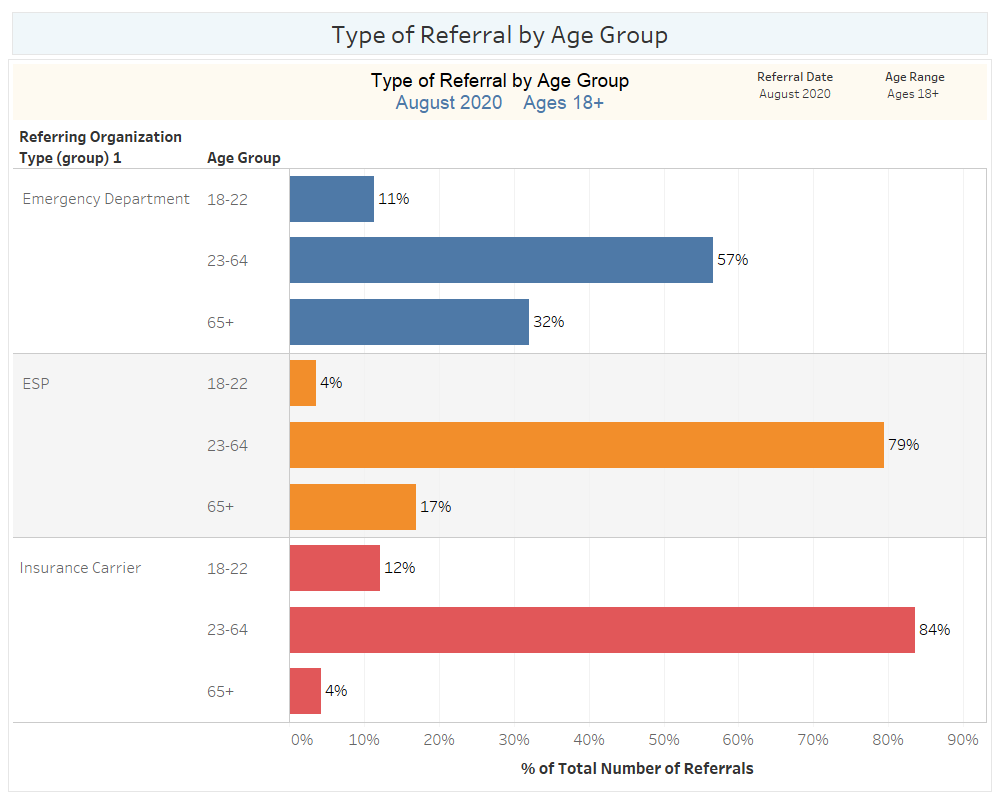 Type of Referral by Age Group
Type of Referral by Age Group
August 2020 Ages 18+
Referral Date
August 2020
Age Range
Ages 18+
Referring Organization
Type (group) 1
Age Group
Emergency Department 18-22 11%
23-64 57%
65+ 32%
ESP 18-22 4%
23-64 79%
65+ 17%
Insurance Carrier 18-22 12%
23-64 84%
65+ 4%
0% 10% 20% 30% 40% 50% 60% 70% 80% 90%
% of Total Number of Referrals